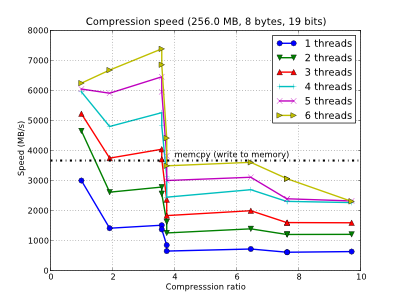 Compression speed (256.0 MB, 8 bytes, 19 bits)
8000
7000
6000
5000
4000
3000
2000
1000
0
Speed (MB/s)
1 threads
2 threads
3 threads
4 threads
5 threads
6 threads
memcpy (write to memory)
0 2 4 6 8 10
Compresssion ratio